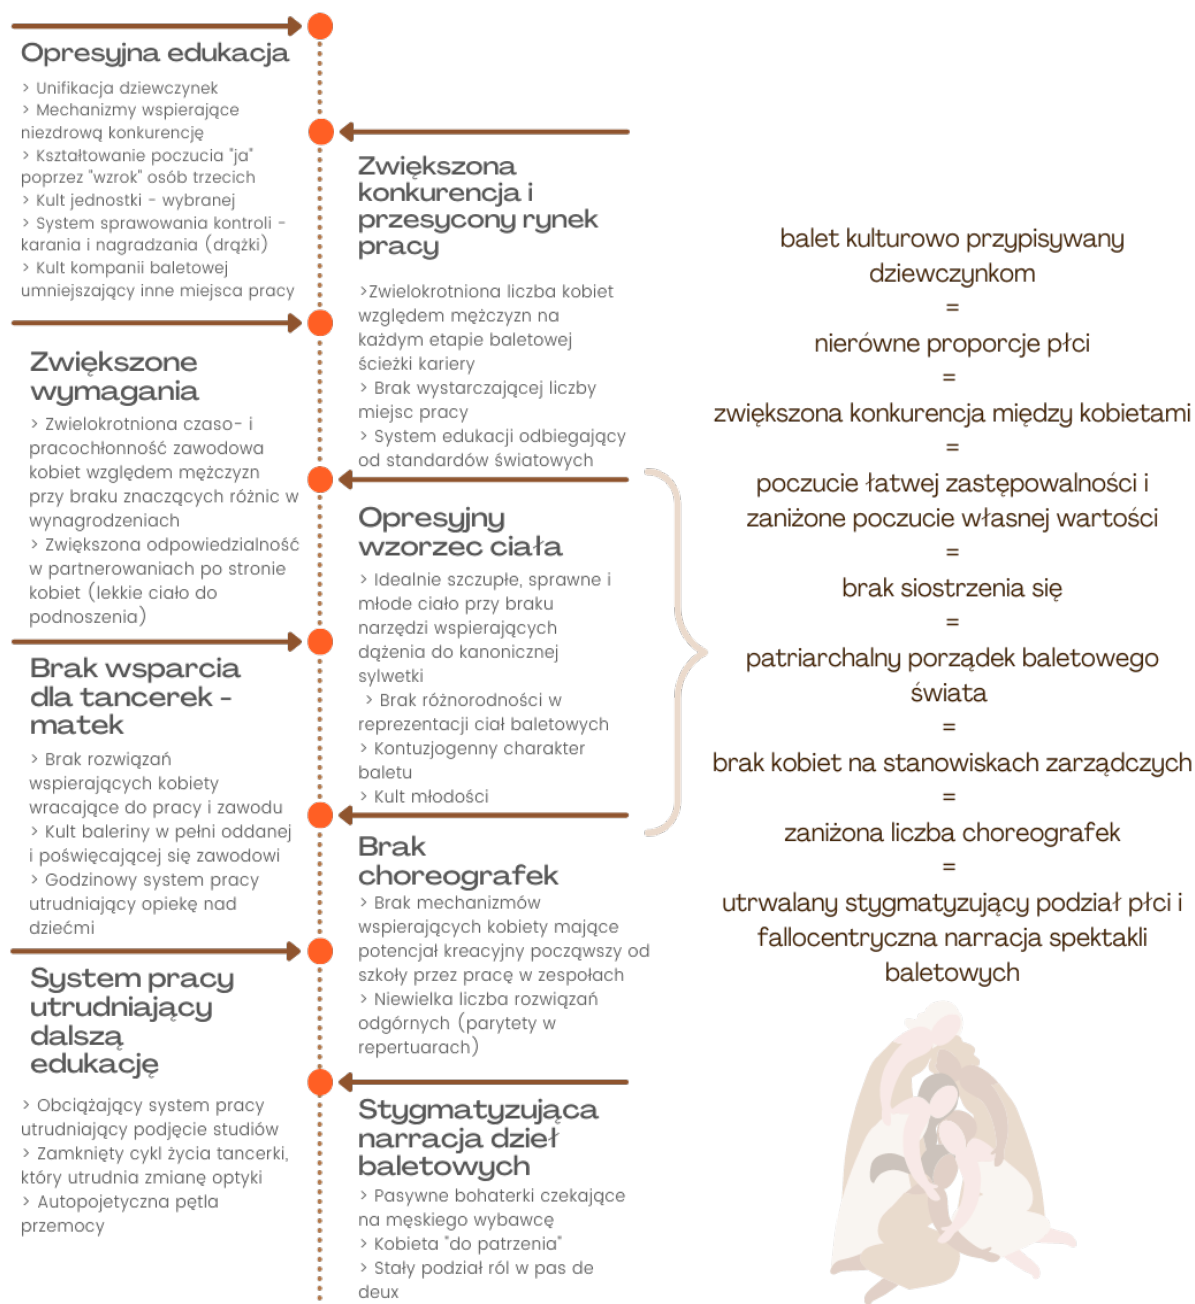 Opresyjna edukacja
> Unifikacja dziewczynek
> Mechanizmy wspierające
niezdrową konkurencję
> Kształtowanie poczucia "ja"
poprzez "wzrok" osób trzecich
> Kult jednostki - wybranej
> System sprawowania kontroli -
karania i nagradzania (drążki)
> Kult kompanii baletowej
umniejszający inne miejsca pracy
Zwiększona
konkurencja i
przesycony rynek
pracy
>Zwielokrotniona liczba kobiet
względem mężczyzn na
każdym etapie baletowej
ścieżki kariery
> Brak wystarczającej liczby
miejsc pracy
> System edukacji odbiegający
od standardów światowych
Zwiększone
wymagania
> Zwielokrotniona czaso- i
pracochłonność zawodowa
kobiet względem mężczyzn
przy braku znaczących różnic w
wynagrodzeniach
> Zwiększona odpowiedzialność
w partnerowaniach po stronie
kobiet (lekkie ciało do
podnoszenia)
Opresyjny
wzorzec ciała
> Idealnie szczupłe, sprawne i
młode ciało przy braku
narzędzi wspierających
dążenia do kanonicznej
sylwetki
> Brak różnorodności w
reprezentacji ciał baletowych
> Kontuzjogenny charakter
baletu
> Kult młodości
Brak wsparcia
dla tancerek -
matek
> Brak rozwiązań
wspierających kobiety
wracające do pracy i zawodu
> Kult baleriny w pełni oddanej
i poświęcającej się zawodowi
> Godzinowy system pracy
utrudniający opiekę nad
dziećmi
Brak
choreografek
> Brak mechanizmów
wspierających kobiety mające
potencjał kreacyjny począwszy od
szkoły przez pracę w zespołach
> Niewielka liczba rozwiązań
odgórnych (parytety w
repertuarach)
System pracy
utrudniający
dalszą
edukację
> Obciążający system pracy
utrudniający podjęcie studiów
> Zamknięty cykl życia tancerki,
który utrudnia zmianę optyki
> Autopojetyczna pętla
przemocy
Stygmatyzująca
narracja dzieł
baletowych
> Pasywne bohaterki czekające
na męskiego wybawcę
> Kobieta "do patrzenia"
> Stały podział ról w pas de
deux
balet kulturowo przypisywany
dziewczynkom
=
nierówne proporcje płci
=
zwiększona konkurencja między kobietami
=
poczucie łatwej zastępowalności i
zaniżone poczucie własnej wartości
=
brak siostrzenia się
=
patriarchalny porządek baletowego
świata
=
brak kobiet na stanowiskach zarządczych
=
zaniżona liczba choreografek
=
utrwalany stygmatyzujący podział płci i
fallocentryczna narracja spektakli
baletowych